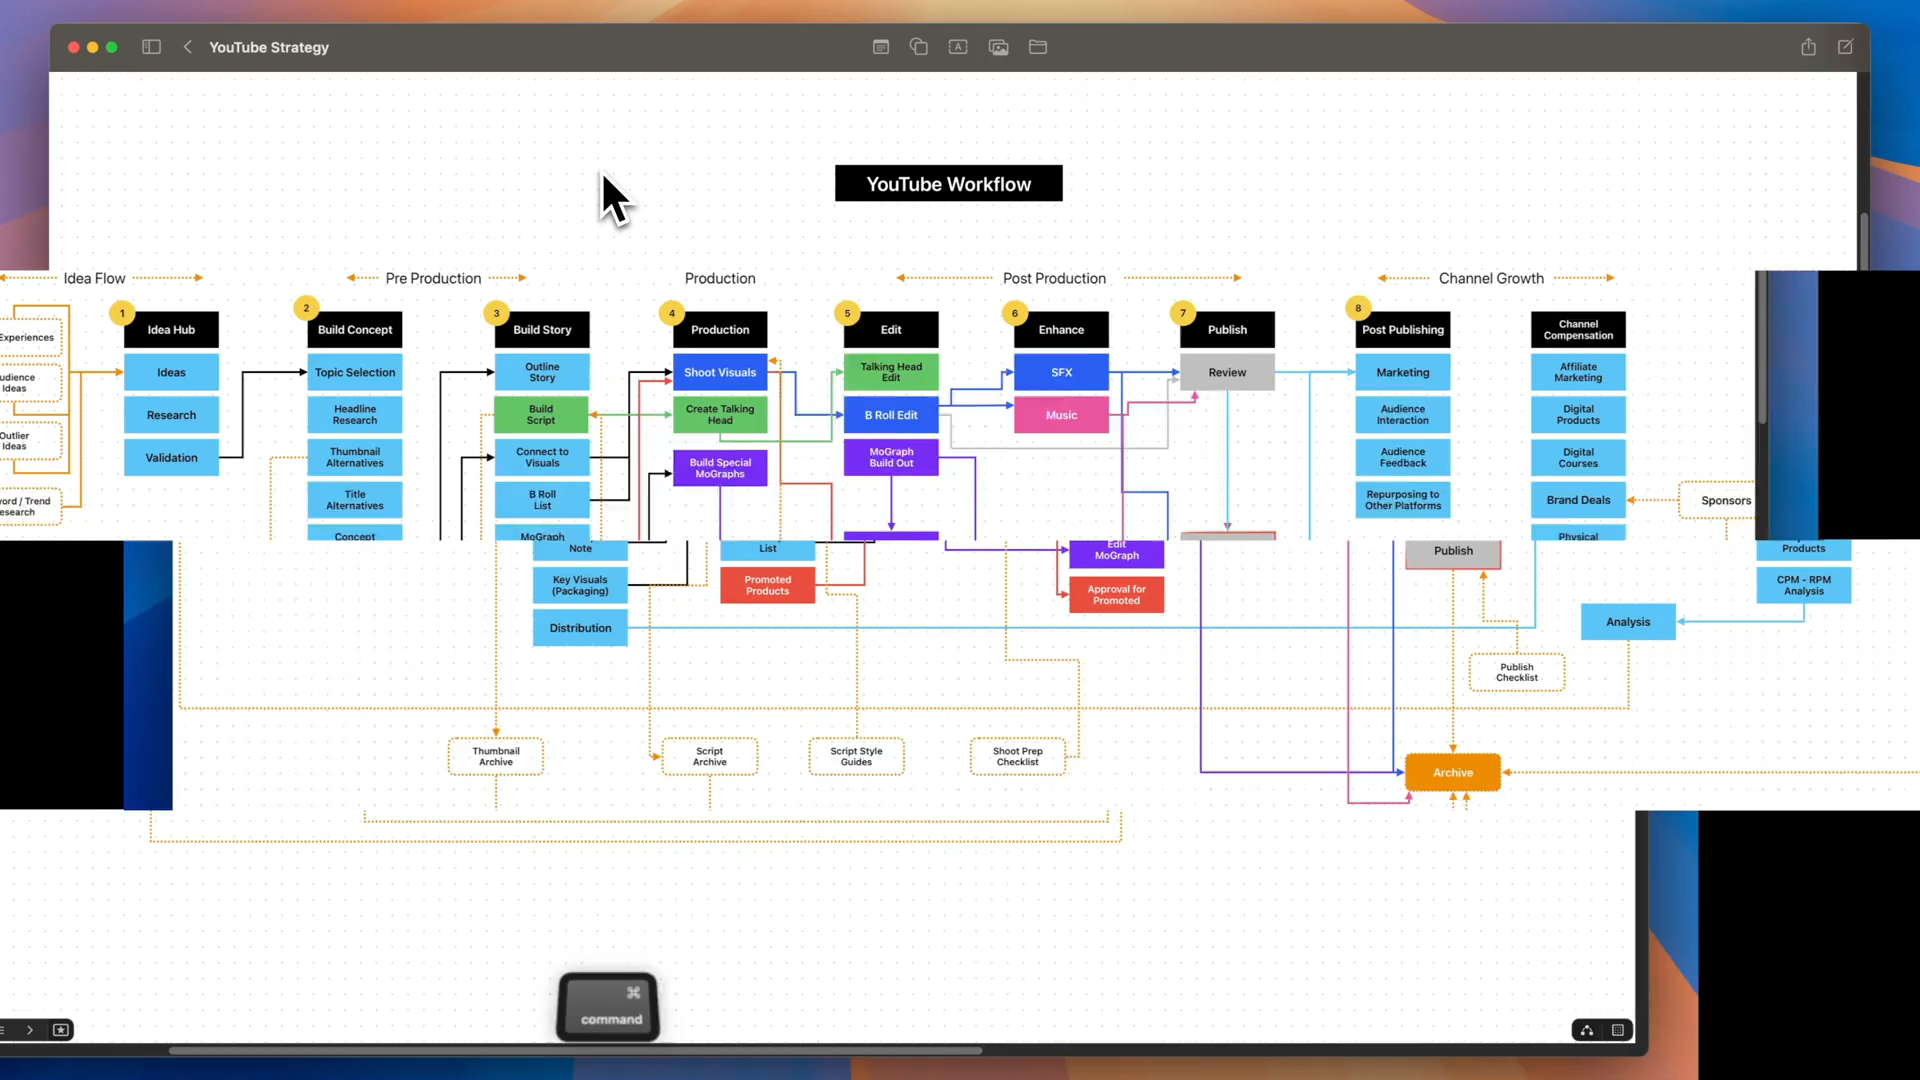 YouTube Strategy
YouTube Workflow
Idea Flow
Pre Production
Production
Post Production
Channel Growth
1
2
3
4
5
6
7
8
Idea Hub
Build Concept
Build Story
Production
Edit
Enhance
Publish
Post Publishing
Channel
Compensation
Experiences
Ideas
Topic Selection
Outline
Story
Shoot Visuals
Talking Head
Edit
SFX
Review
Marketing
Affiliate
Marketing
Ideas
Research
Headline
Research
Build
Script
Create Talking
Head
B Roll Edit
Music
Audience
Interaction
Digital
Products
Outlier
Ideas
Validation
Thumbnail
Alternatives
Connect to
Visuals
Build Special
MoGraphs
MoGraph
Build Out
Audience
Feedback
Digital
Courses
/ Trend
Title
Alternatives
B Roll
List
Repurposing to
Other Platforms
Brand Deals
Sponsors
Concept
MoGraph
Physical
Note
List
Edit
MoGraph
Publish
Products
Key Visuals
(Packaging)
Promoted
Products
Approval for
Promoted
CPM - RPM
Analysis
Distribution
Analysis
Publish
Checklist
Thumbnail
Archive
Script
Archive
Script Style
Guides
Shoot Prep
Checklist
Archive
⌘
command